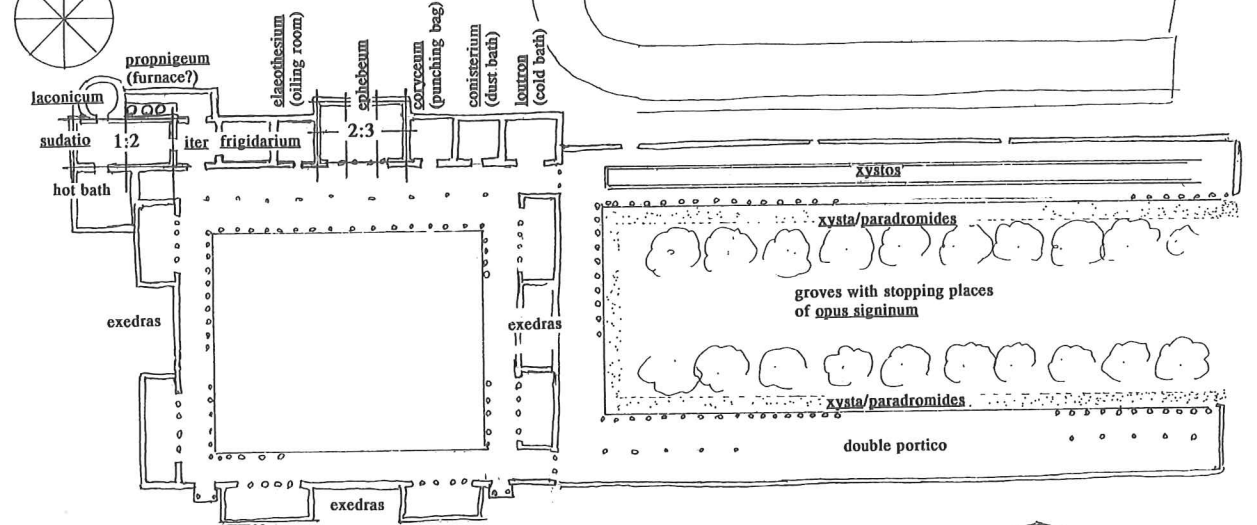 propnigeum
(furnace?)
laconicum
sudatio
1:2
iter
frigidarium
hot bath
elaeothesium
(oiling room)
ephebeum
2:3
coryceum
(punching bag)
conisterium
(dust bath)
loutron
(cold bath)
xystos
xysta/paradromides
groves with stopping places
of opus signinum
xysta/paradromides
double portico
exedras
exedras
exedras